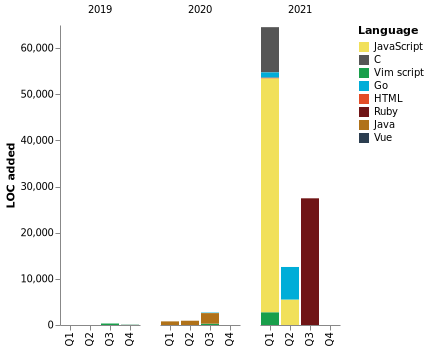 2019
2020
2021
LOC added
60,000
50,000
40,000
30,000
20,000
10,000
0
Q1
Q2
Q3
Q4
Q1
Q2
Q3
Q4
Q1
Q2
Q3
Q4
Language
JavaScript
C
Vim script
Go
HTML
Ruby
Java
Vue